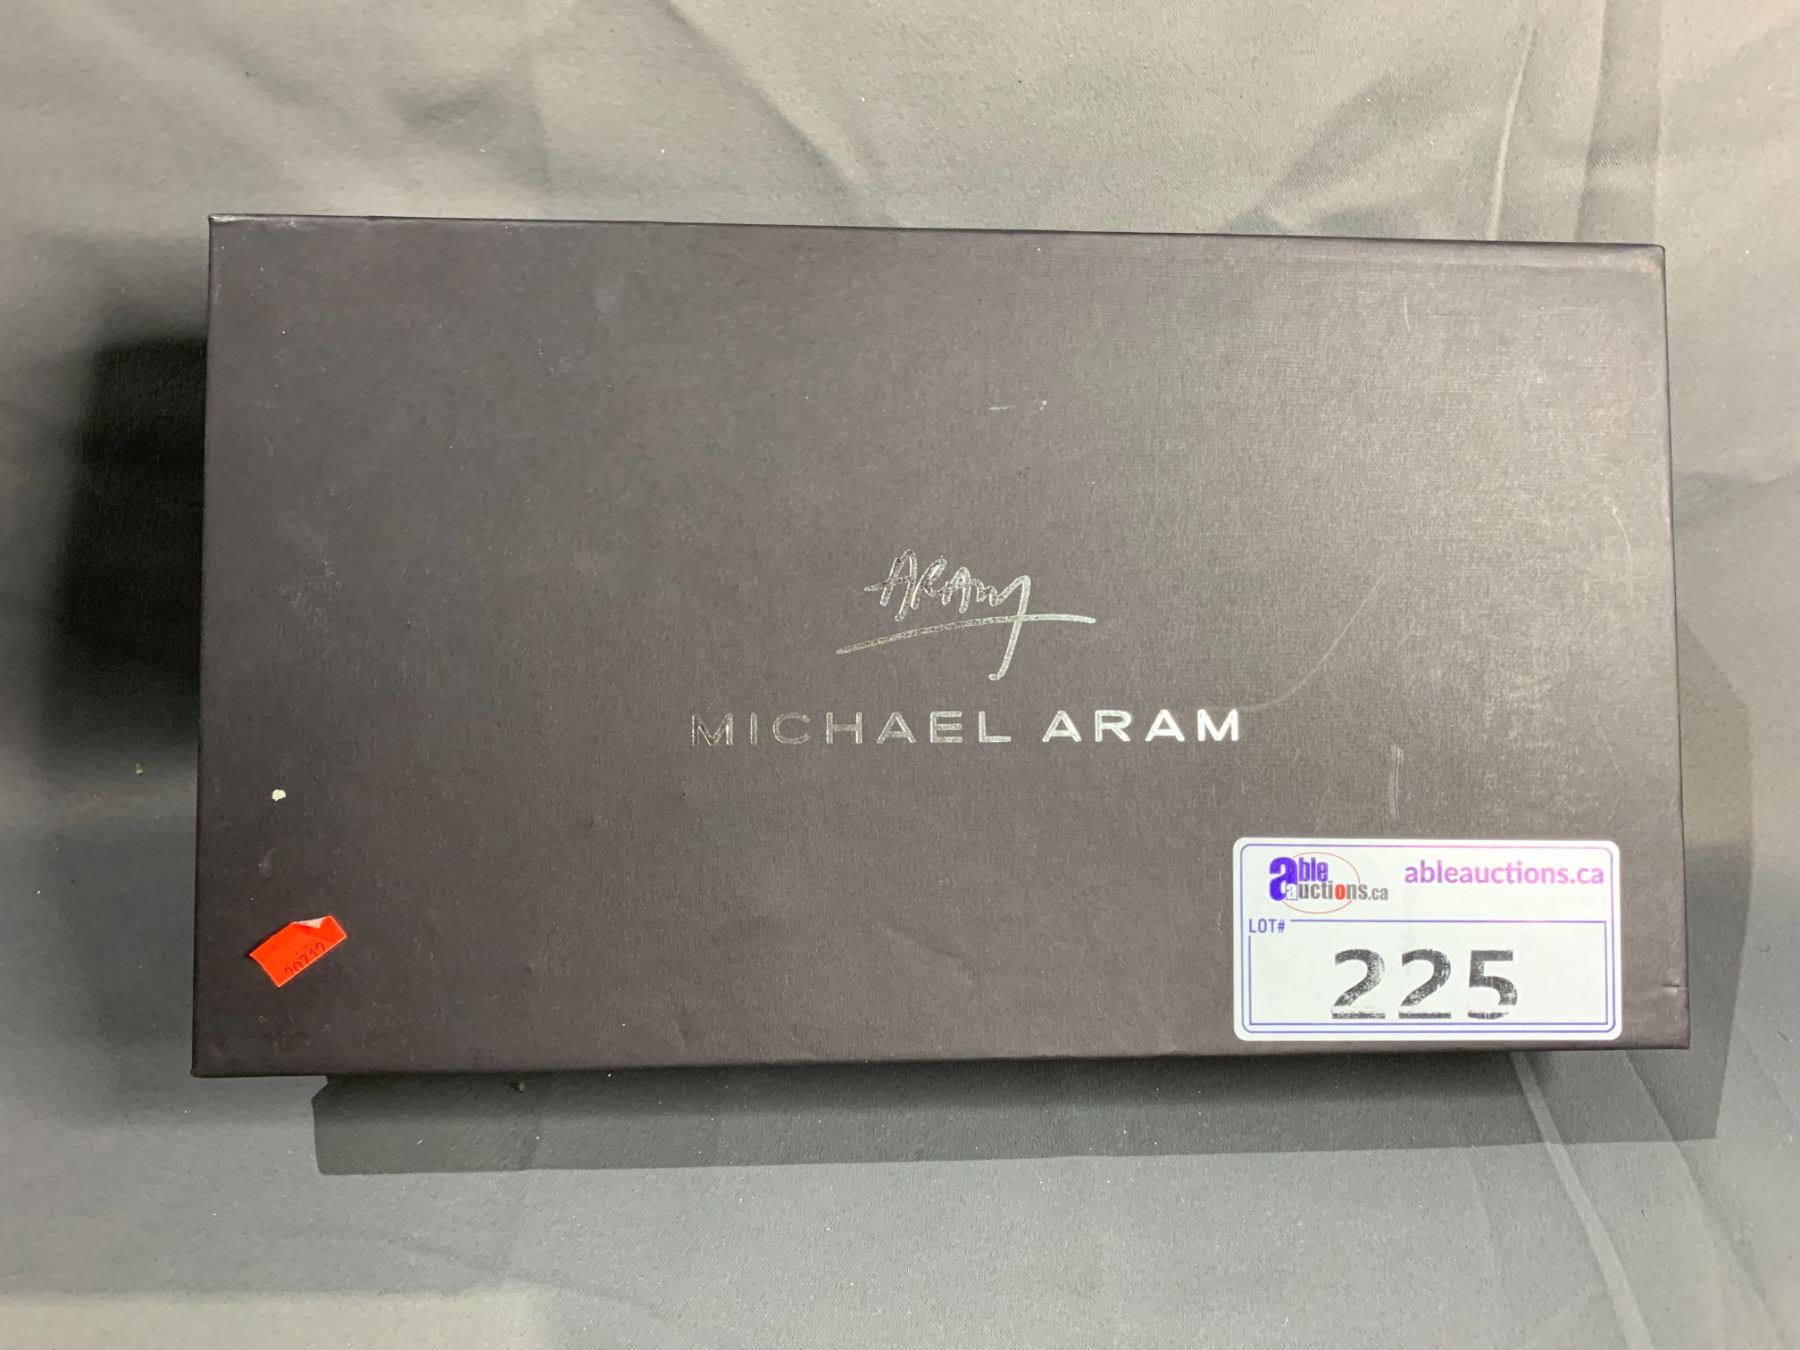 ARAM
MICHAEL ARAM
able auctions.ca
ableauctions.ca
LOT#
225